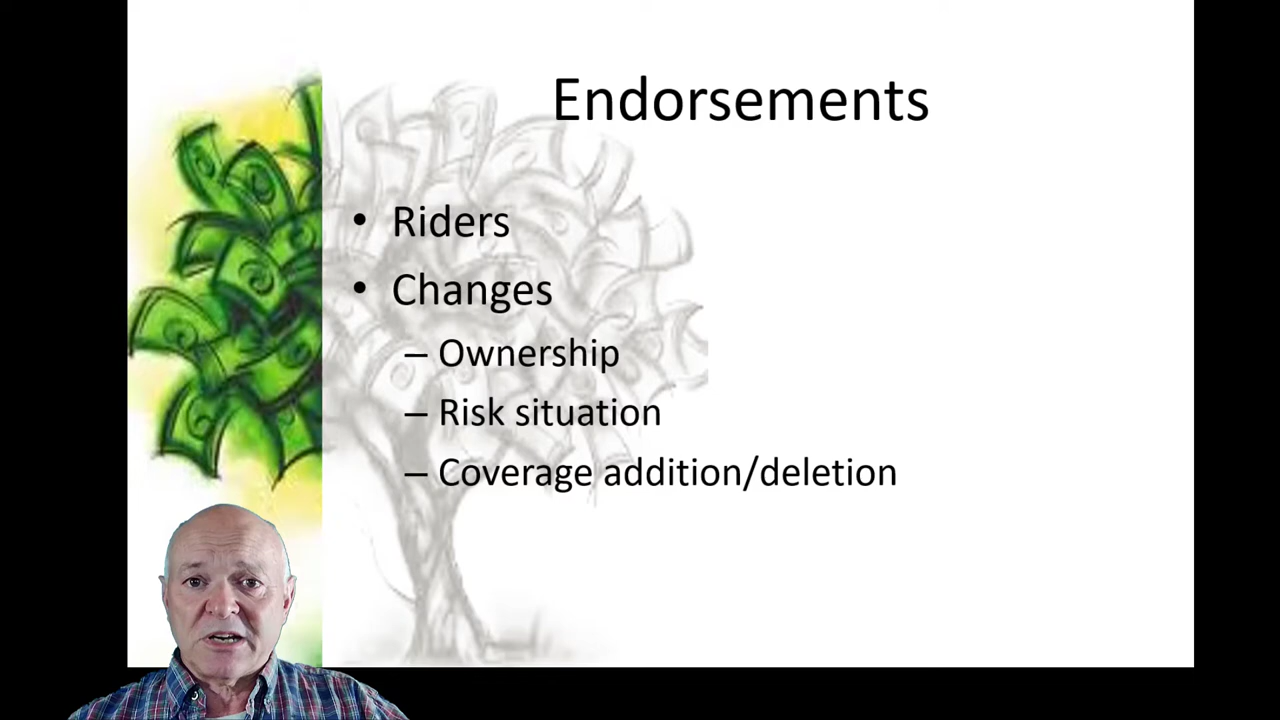 Endorsements
• Riders
• Changes
– Ownership
– Risk situation
– Coverage addition/deletion